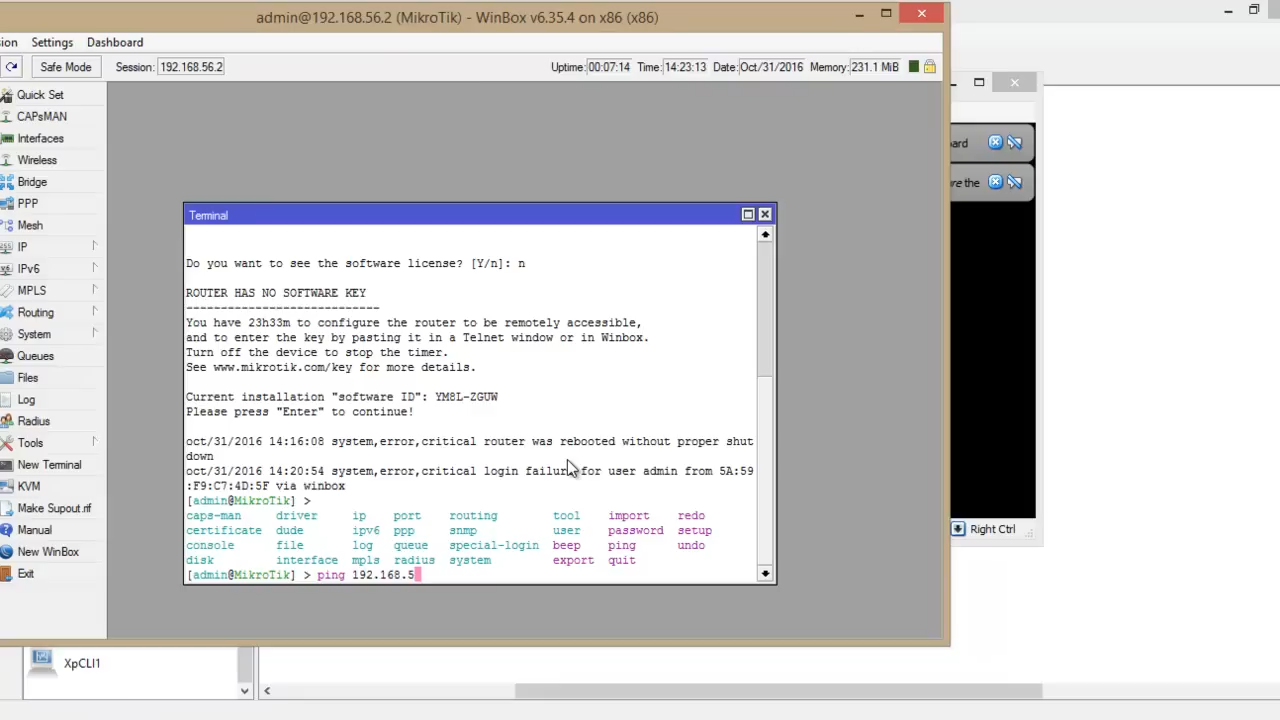 admin@192.168.56.2 (MikroTik) - WinBox v6.35.4 on x86 (x86)
sion Settings Dashboard
Safe Mode Session: 192.168.56.2 Uptime: 00:07:14 Time: 14:23:13 Date: Oct/31/2016 Memory: 231.1 MiB
Quick Set
CAPsMAN
Interfaces
Wireless
Bridge
PPP
Mesh
IP
IPv6
MPLS
Routing
System
Queues
Files
Log
Radius
Tools
New Terminal
KVM
Make Supout.rif
Manual
New WinBox
Exit
Terminal
Do you want to see the software license? [Y/n]: n
ROUTER HAS NO SOFTWARE KEY
----------------------------
You have 23h33m to configure the router to be remotely accessible,
and to enter the key by pasting it in a Telnet window or in Winbox.
Turn off the device to stop the timer.
See www.mikrotik.com/key for more details.
Current installation "software ID": YM8L-ZGUW
Please press "Enter" to continue!
oct/31/2016 14:16:08 system,error,critical router was rebooted without proper shut
down
oct/31/2016 14:20:54 system,error,critical login failure for user admin from 5A:59
:F9:C7:4D:5F via winbox
[admin@MikroTik] >
caps-man driver ip port routing tool import redo
certificate dude ipv6 ppp snmp user password setup
console file log queue special-login beep ping undo
disk interface mpls radius system export quit
[admin@MikroTik] > ping 192.168.5
ard
re the
Right Ctrl
XpCLI1